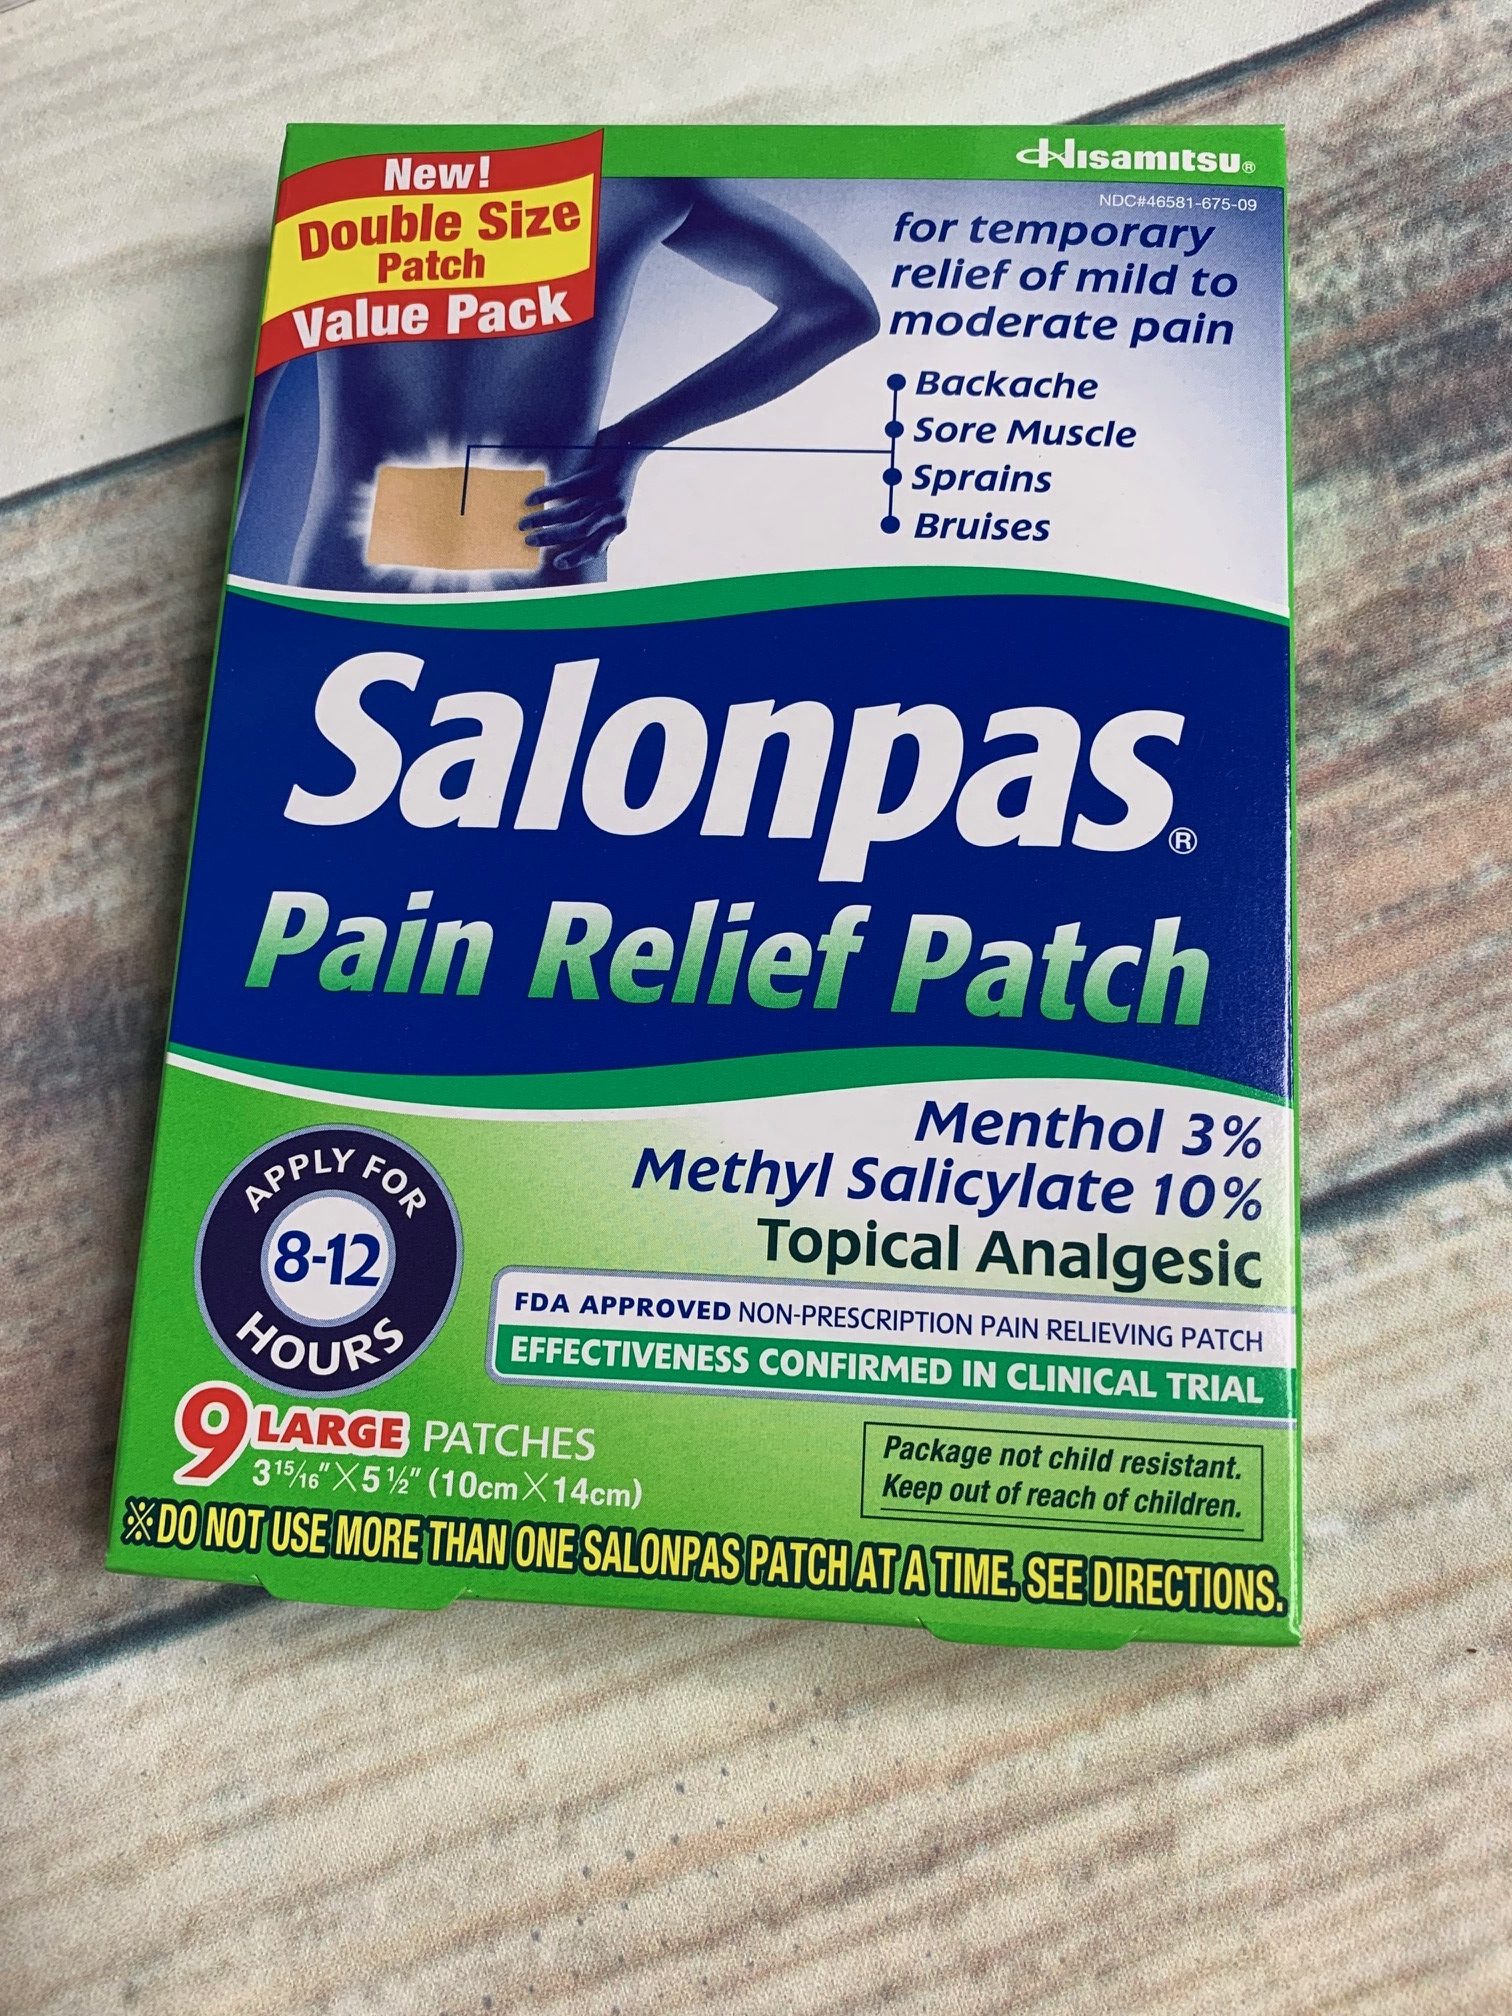 New!
Double Size
Patch
Value Pack
Hisamitsu®
NDC#46581-675-09
for temporary
relief of mild to
moderate pain
Backache
Sore Muscle
Sprains
Bruises
Salonpas®
Pain Relief Patch
Menthol 3%
Methyl Salicylate 10%
Topical Analgesic
APPLY FOR
8-12
HOURS
FDA APPROVED NON-PRESCRIPTION PAIN RELIEVING PATCH
EFFECTIVENESS CONFIRMED IN CLINICAL TRIAL
9 LARGE PATCHES
3 15/16" X 5 1/2" (10cm X 14cm)
Package not child resistant.
Keep out of reach of children.
※DO NOT USE MORE THAN ONE SALONPAS PATCH AT A TIME. SEE DIRECTIONS.